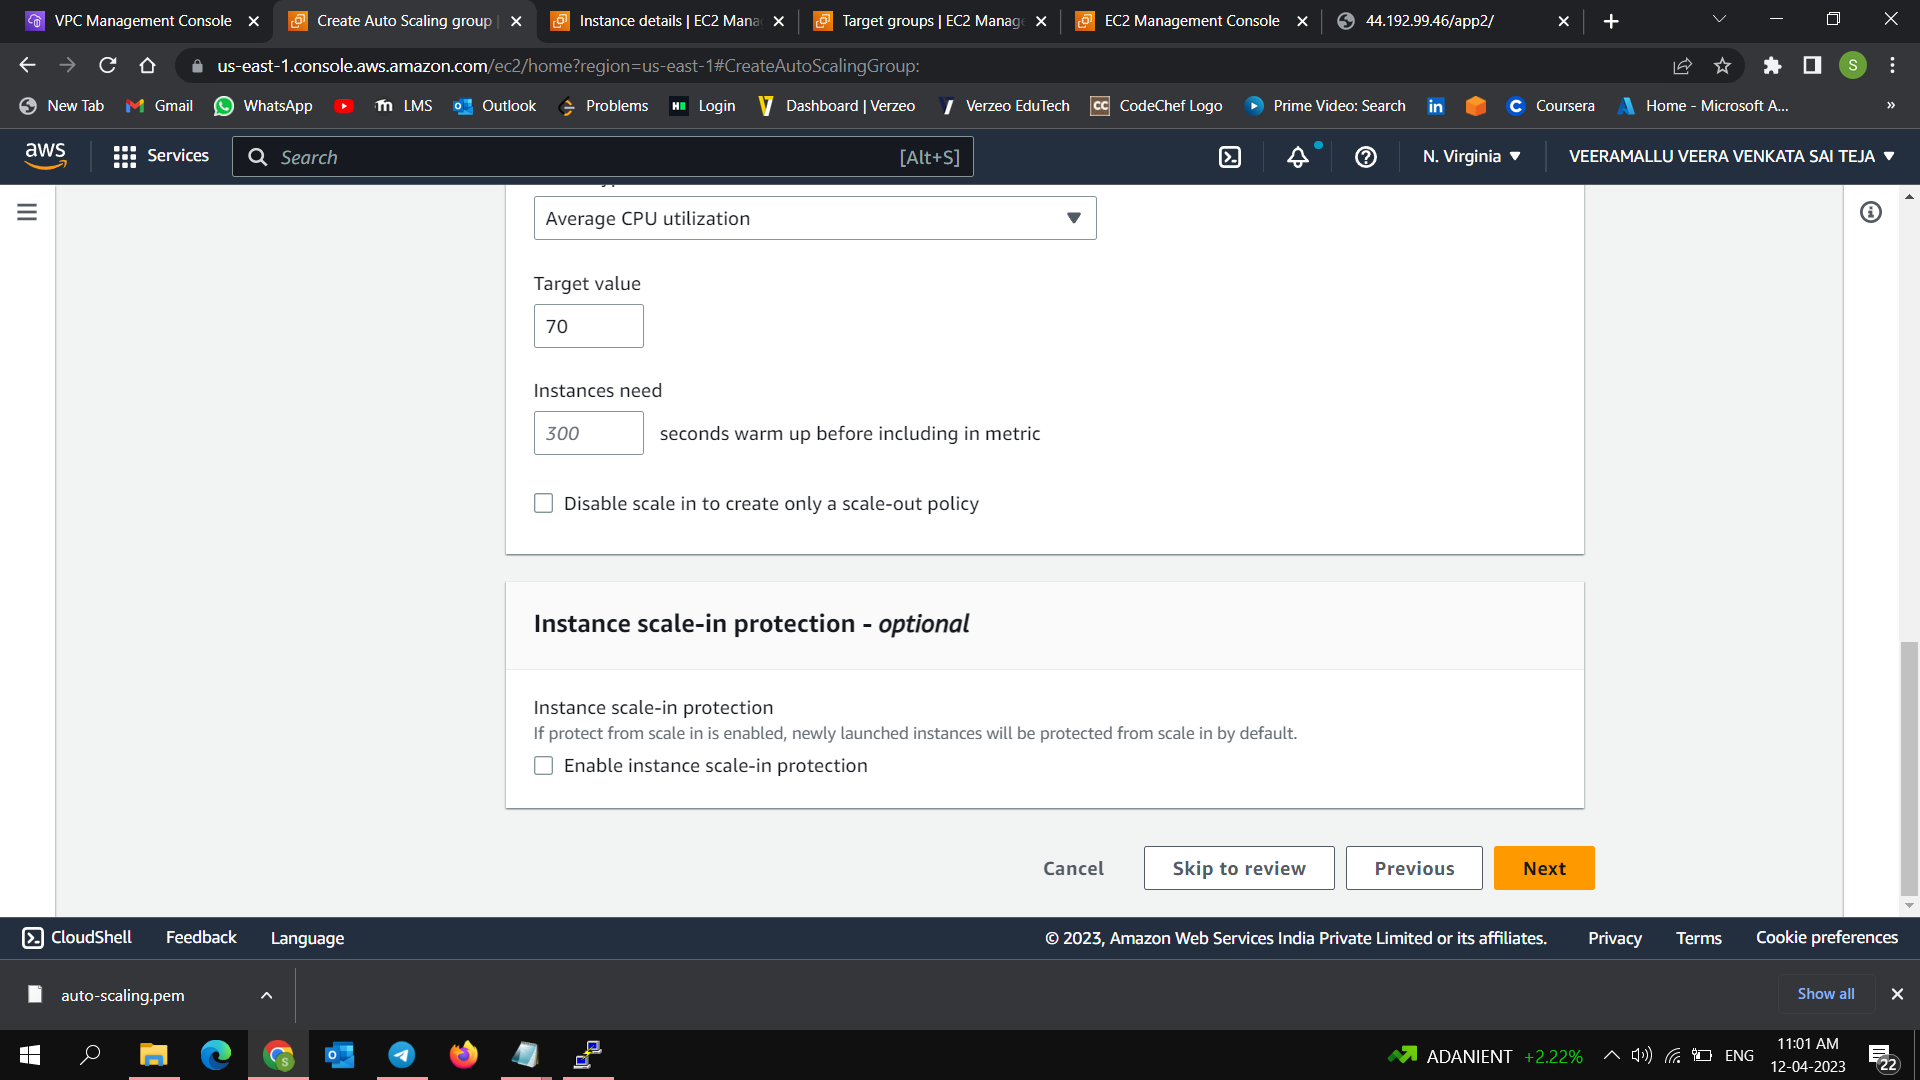 VPC Management Console
Create Auto Scaling group |
Instance details | EC2 Mana
Target groups | EC2 Manage
EC2 Management Console
44.192.99.46/app2/
us-east-1.console.aws.amazon.com/ec2/home?region=us-east-1#CreateAutoScalingGroup:
S
New Tab
Gmail
WhatsApp
LMS
Outlook
Problems
Login
Dashboard | Verzeo
Verzeo EduTech
CodeChef Logo
Prime Video: Search
Coursera
Home - Microsoft A...
»
aws
Services
Search
[Alt+S]
N. Virginia
VEERAMALLU VEERA VENKATA SAI TEJA
Average CPU utilization
Target value
70
Instances need
300
seconds warm up before including in metric
Disable scale in to create only a scale-out policy
Instance scale-in protection - optional
Instance scale-in protection
If protect from scale in is enabled, newly launched instances will be protected from scale in by default.
Enable instance scale-in protection
Cancel
Skip to review
Previous
Next
CloudShell
Feedback
Language
© 2023, Amazon Web Services India Private Limited or its affiliates.
Privacy
Terms
Cookie preferences
auto-scaling.pem
Show all
ADANIENT +2.22%
ENG
11:01 AM
12-04-2023
22